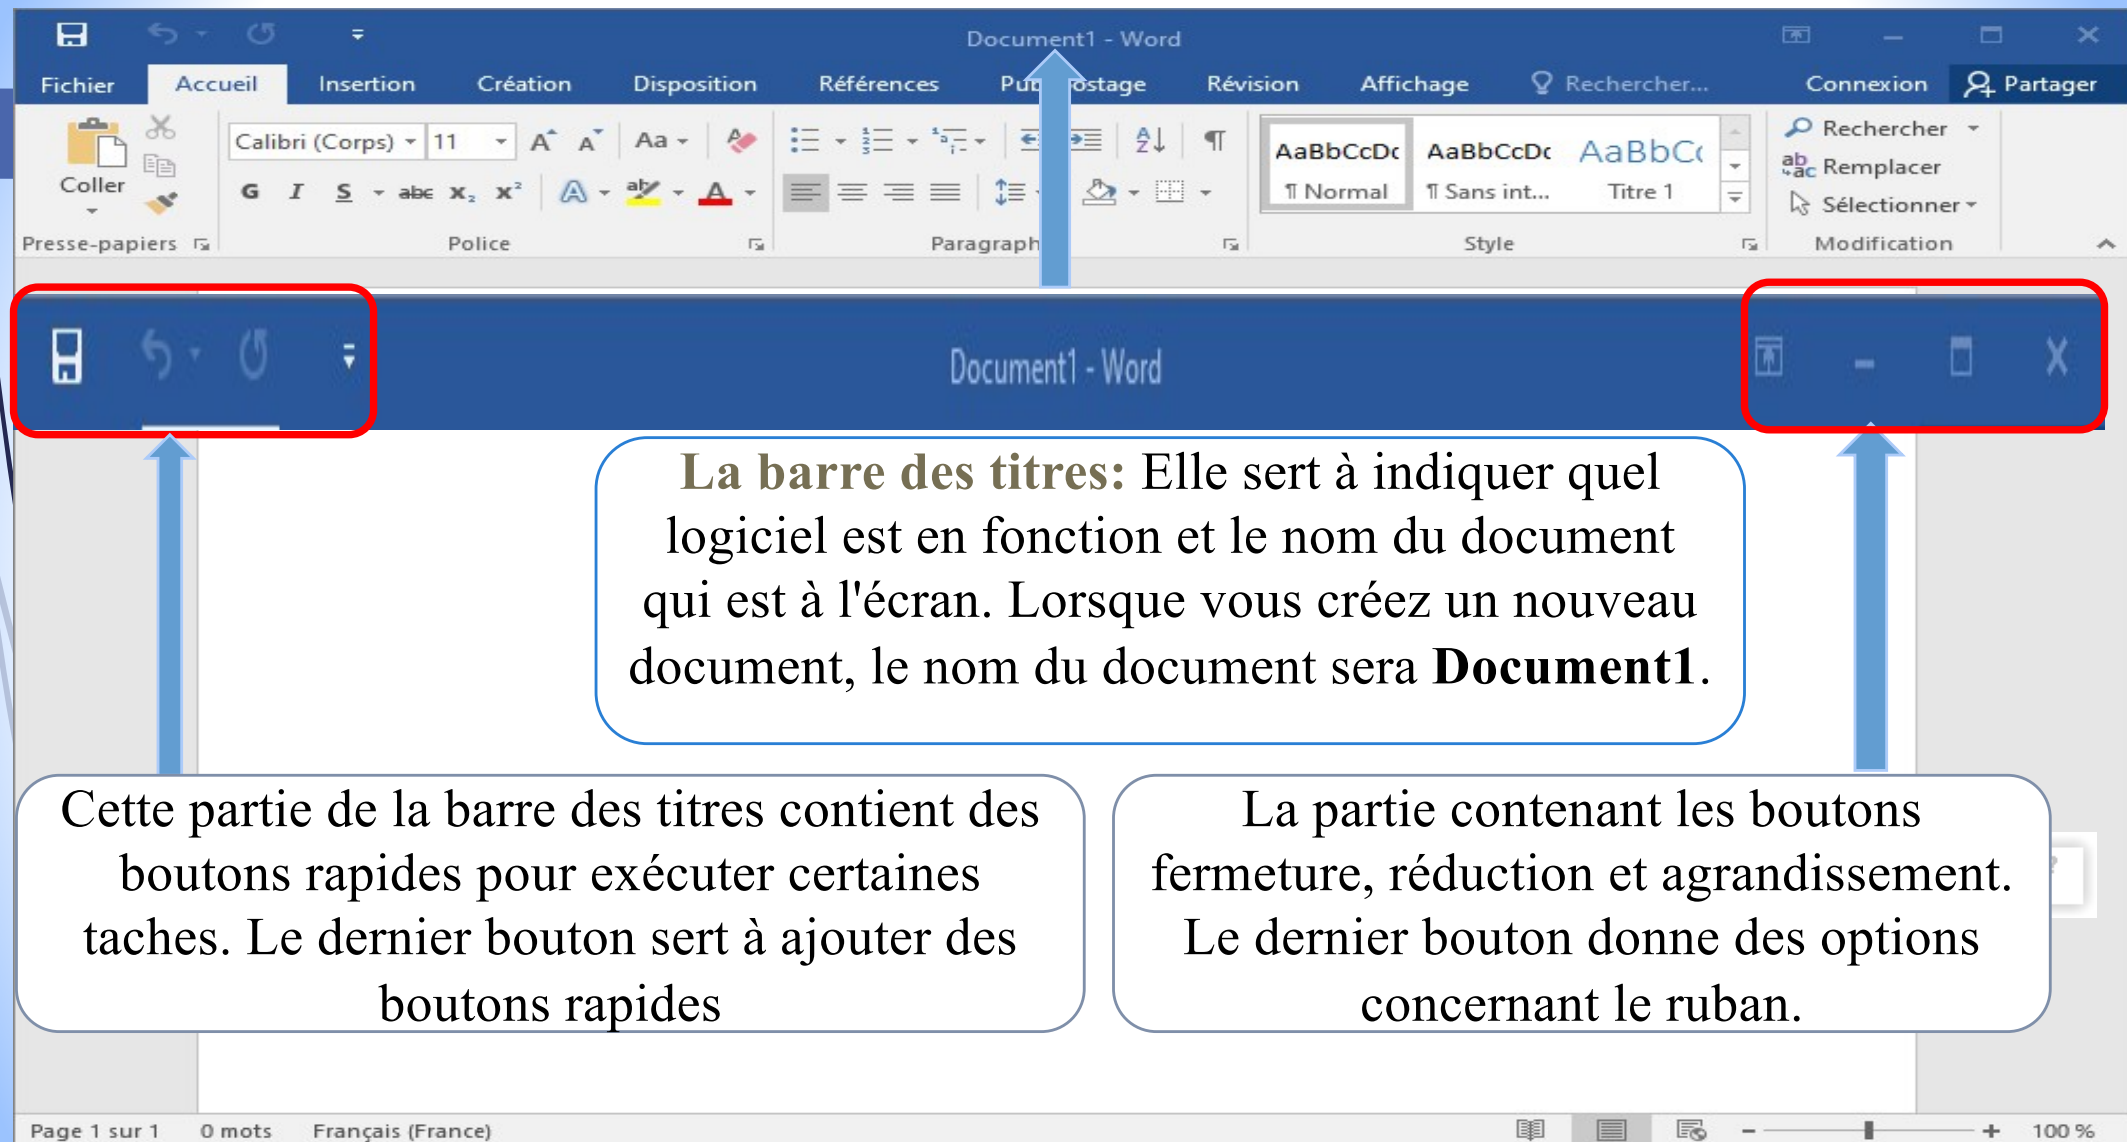 Document1 - Word
Fichier Accueil Insertion Création Disposition Références Révision Affichage Rechercher... Connexion Partager
Coller
Calibri (Corps) 11 Aa
G I S abc x₂ x² A
AaBbCcDc AaBbCcDc AaBbCc
¶ Normal ¶ Sans int... Titre 1
Rechercher
Remplacer
Sélectionner
Presse-papiers Police Paragraph Style Modification
Document1 - Word
La barre des titres: Elle sert à indiquer quel
logiciel est en fonction et le nom du document
qui est à l'écran. Lorsque vous créez un nouveau
document, le nom du document sera Document1.
Cette partie de la barre des titres contient des
boutons rapides pour exécuter certaines
taches. Le dernier bouton sert à ajouter des
boutons rapides
La partie contenant les boutons
fermeture, réduction et agrandissement.
Le dernier bouton donne des options
concernant le ruban.
Page 1 sur 1 0 mots Français (France) 100 %